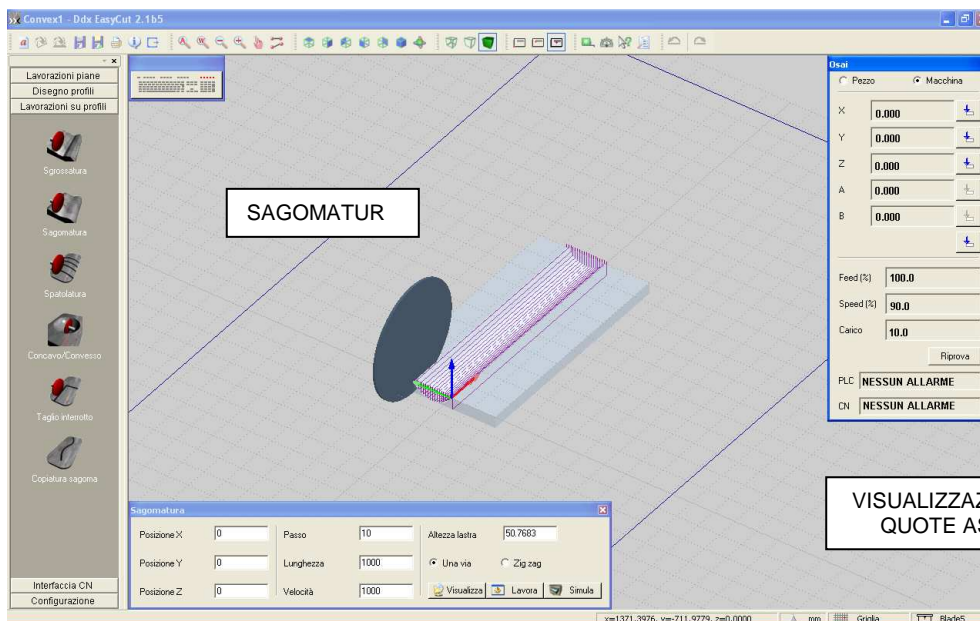 Convex1 - Ddx EasyCut 2.1b5
Lavorazioni piane
Disegno profili
Lavorazioni su profili
Sgrossatura
Sagomatura
Spatolatura
Concavo/Convesso
Taglio interrotto
Copiatura sagoma
Interfaccia CN
Configurazione
SAGOMATUR
Osai
Pezzo Macchina
X 0.000
Y 0.000
Z 0.000
A 0.000
B 0.000
Feed (%) 100.0
Speed (%) 90.0
Carico 10.0
Riprova
PLC NESSUN ALLARME
CN NESSUN ALLARME
VISUALIZZAZ
QUOTE AS
Sagomatura
Posizione X 0 Passo 10 Altezza lastra 50.7683
Posizione Y 0 Lunghezza 1000 Una via Zig zag
Posizione Z 0 Velocità 1000 Visualizza Lavora Simula
x=1371.3976, y=-711.9779, z=0.0000 mm Griglia Blade5